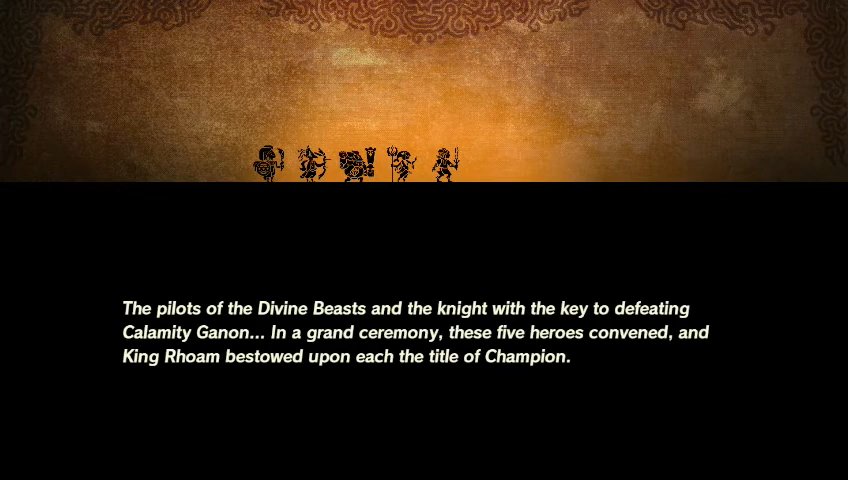 The pilots of the Divine Beasts and the knight with the key to defeating
Calamity Ganon... In a grand ceremony, these five heroes convened, and
King Rhoam bestowed upon each the title of Champion.